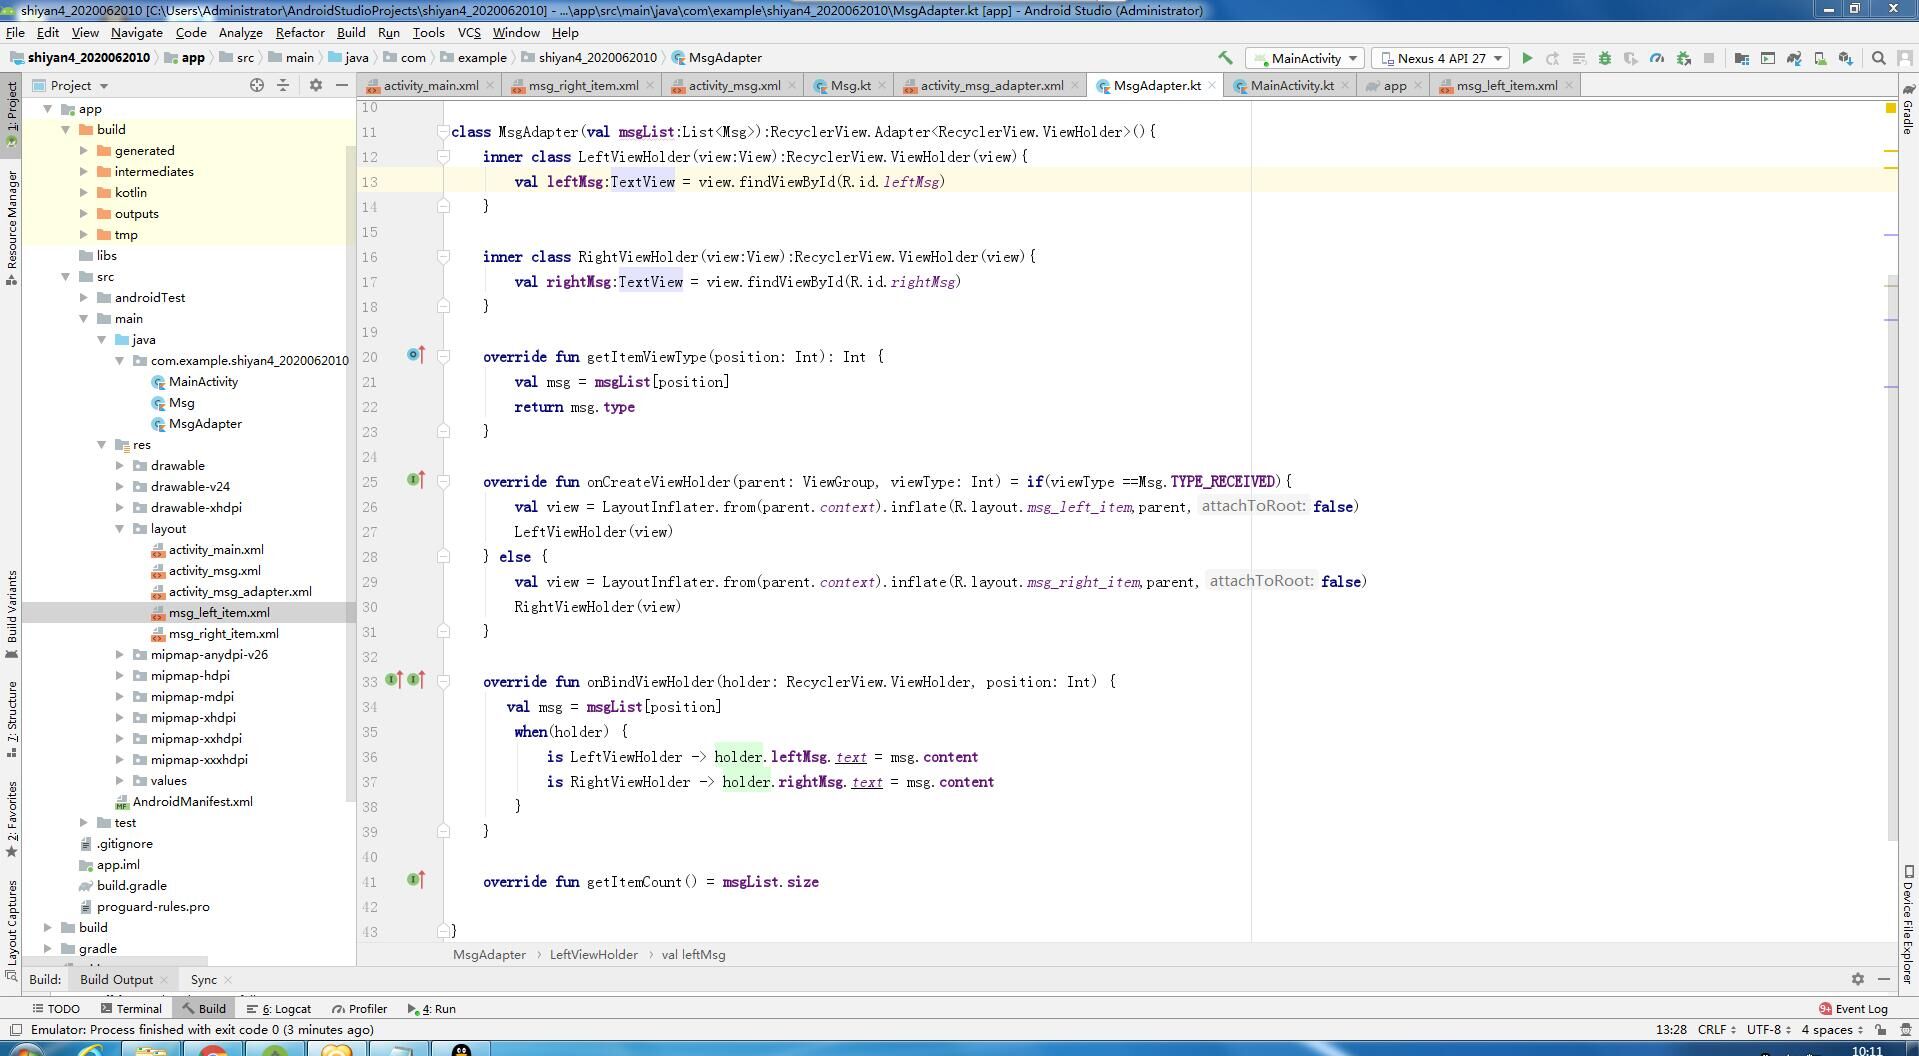 shiyan4_2020062010 [C:\Users\Administrator\AndroidStudioProjects\shiyan4_2020062010] - ...\app\src\main\java\com\example\shiyan4_2020062010\MsgAdapter.kt [app] - Android Studio (Administrator)
File Edit View Navigate Code Analyze Refactor Build Run Tools VCS Window Help
shiyan4_2020062010 app src main java com example shiyan4_2020062010 MsgAdapter MainActivity Nexus 4 API 27
Project activity_main.xml msg_right_item.xml activity_msg.xml Msg.kt activity_msg_adapter.xml MsgAdapter.kt MainActivity.kt app msg_left_item.xml
1: Project
Resource Manager
Build Variants
7: Structure
2: Favorites
Layout Captures
app
build
generated
intermediates
kotlin
outputs
tmp
libs
src
androidTest
main
java
com.example.shiyan4_2020062010
MainActivity
Msg
MsgAdapter
res
drawable
drawable-v24
drawable-xhdpi
layout
activity_main.xml
activity_msg.xml
activity_msg_adapter.xml
msg_left_item.xml
msg_right_item.xml
mipmap-anydpi-v26
mipmap-hdpi
mipmap-mdpi
mipmap-xhdpi
mipmap-xxhdpi
mipmap-xxxhdpi
values
AndroidManifest.xml
test
.gitignore
app.iml
build.gradle
proguard-rules.pro
build
gradle
10
11 class MsgAdapter(val msgList:List<Msg>):RecyclerView.Adapter<RecyclerView.ViewHolder>(){
12 inner class LeftViewHolder(view:View):RecyclerView.ViewHolder(view){
13 val leftMsg:TextView = view.findViewById(R.id.leftMsg)
14 }
15
16 inner class RightViewHolder(view:View):RecyclerView.ViewHolder(view){
17 val rightMsg:TextView = view.findViewById(R.id.rightMsg)
18 }
19
20 override fun getItemViewType(position: Int): Int {
21 val msg = msgList[position]
22 return msg.type
23 }
24
25 override fun onCreateViewHolder(parent: ViewGroup, viewType: Int) = if(viewType ==Msg.TYPE_RECEIVED){
26 val view = LayoutInflater.from(parent.context).inflate(R.layout.msg_left_item,parent, attachToRoot: false)
27 LeftViewHolder(view)
28 } else {
29 val view = LayoutInflater.from(parent.context).inflate(R.layout.msg_right_item,parent, attachToRoot: false)
30 RightViewHolder(view)
31 }
32
33 override fun onBindViewHolder(holder: RecyclerView.ViewHolder, position: Int) {
34 val msg = msgList[position]
35 when(holder) {
36 is LeftViewHolder -> holder.leftMsg.text = msg.content
37 is RightViewHolder -> holder.rightMsg.text = msg.content
38 }
39 }
40
41 override fun getItemCount() = msgList.size
42
43 }
MsgAdapter › LeftViewHolder › val leftMsg
Gradle
Device File Explorer
Build: Build Output Sync
TODO Terminal Build 6: Logcat Profiler 4: Run Event Log
Emulator: Process finished with exit code 0 (3 minutes ago) 13:28 CRLF UTF-8 4 spaces
10:11